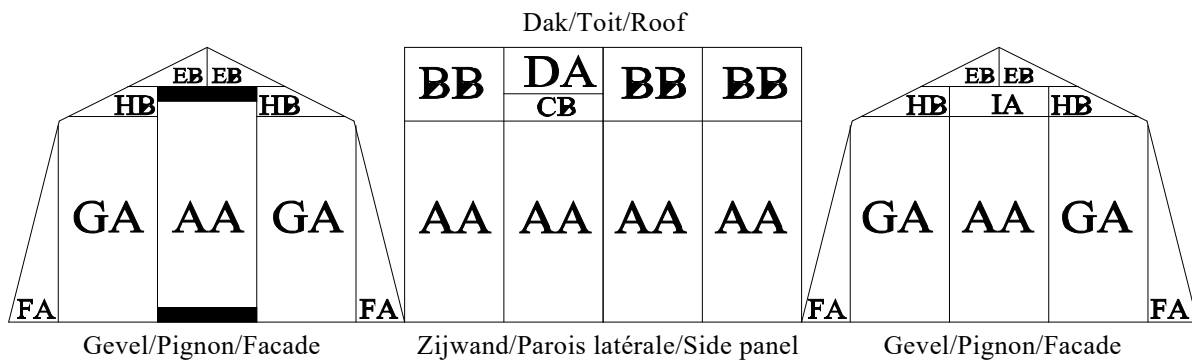 Dak/Toit/Roof
EB EB
HB HB
GA AA GA
FA FA
BB DA BB BB
CB
AA AA AA AA
EB EB
HB IA HB
GA AA GA
FA FA
Gevel/Pignon/Facade
Zijwand/Parois latérale/Side panel
Gevel/Pignon/Facade